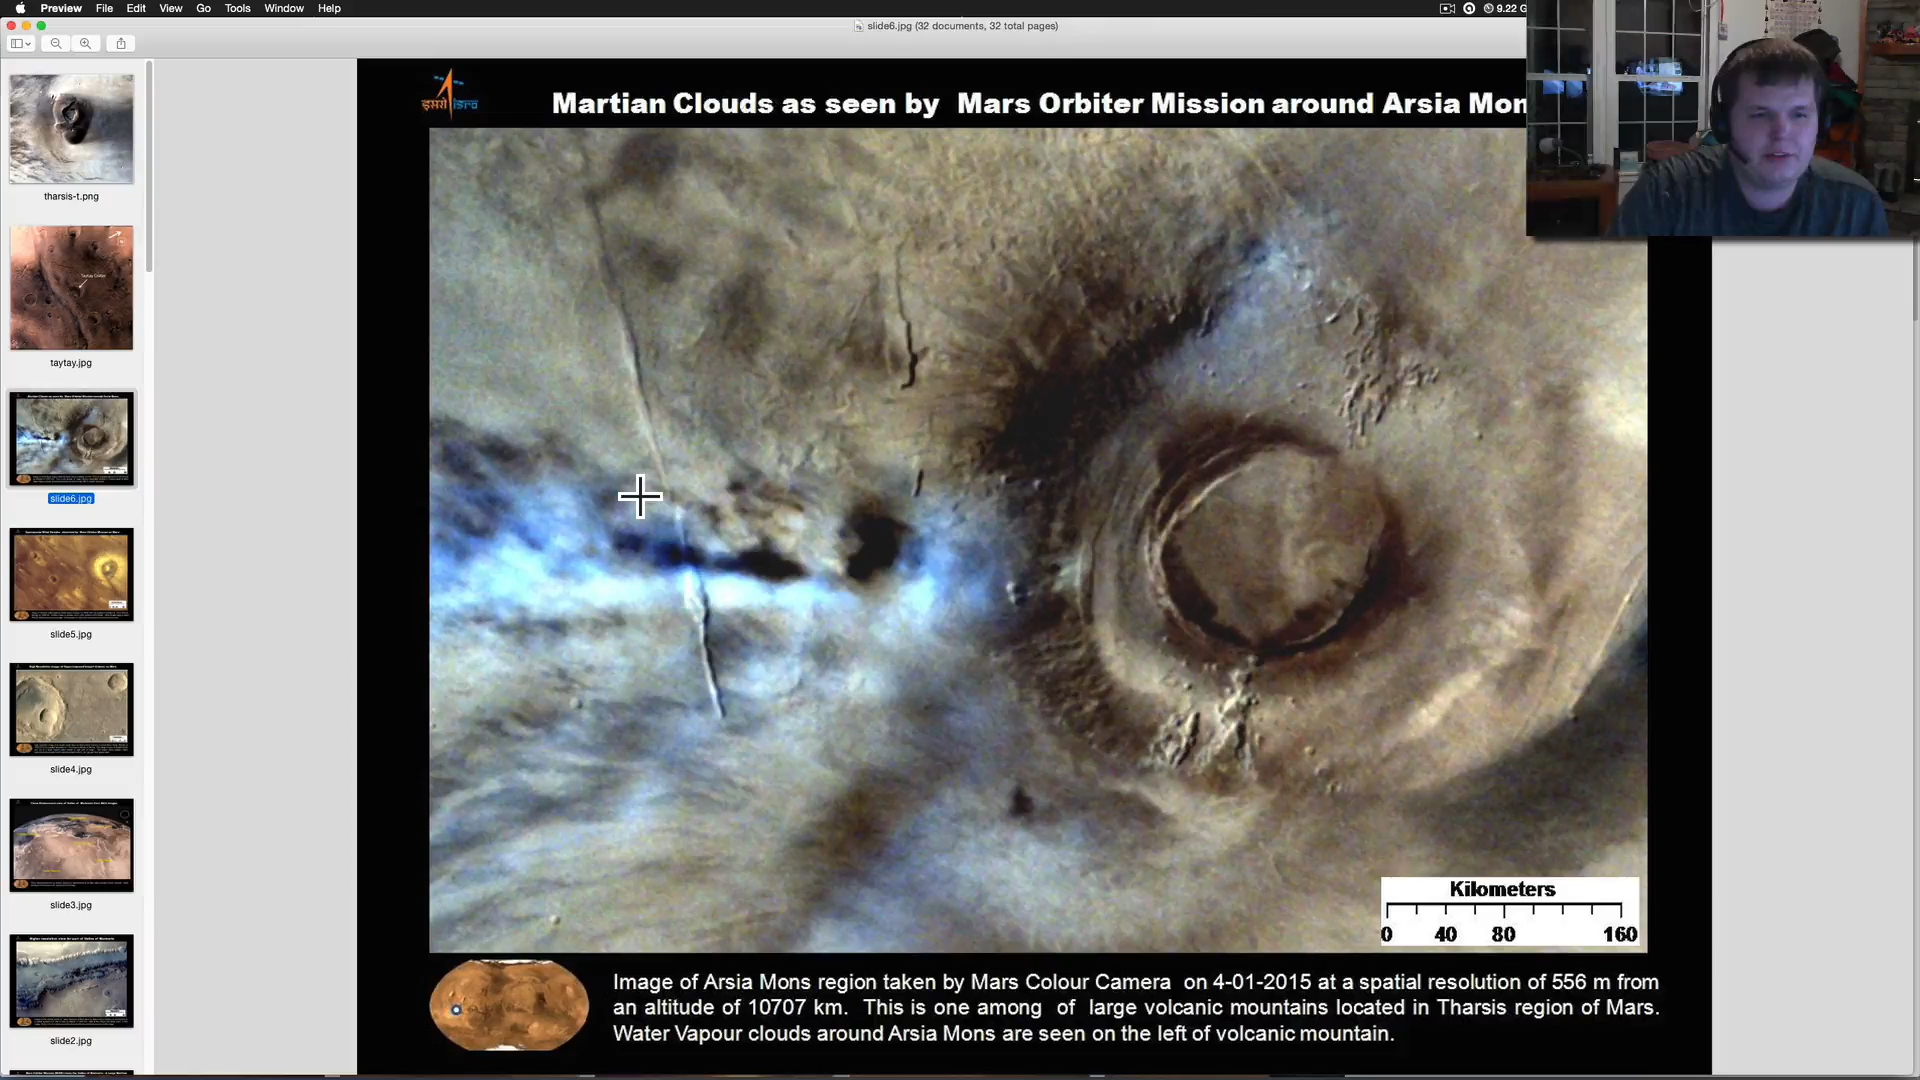 Preview File Edit View Go Tools Window Help
9.22 G
slide6.jpg (32 documents, 32 total pages)
tharsis-t.png
taytay.jpg
slide6.jpg
slide5.jpg
slide4.jpg
slide3.jpg
slide2.jpg
इसरो isro
Martian Clouds as seen by Mars Orbiter Mission around Arsia Mon
Kilometers
0 40 80 160
Image of Arsia Mons region taken by Mars Colour Camera on 4-01-2015 at a spatial resolution of 556 m from
an altitude of 10707 km. This is one among of large volcanic mountains located in Tharsis region of Mars.
Water Vapour clouds around Arsia Mons are seen on the left of volcanic mountain.